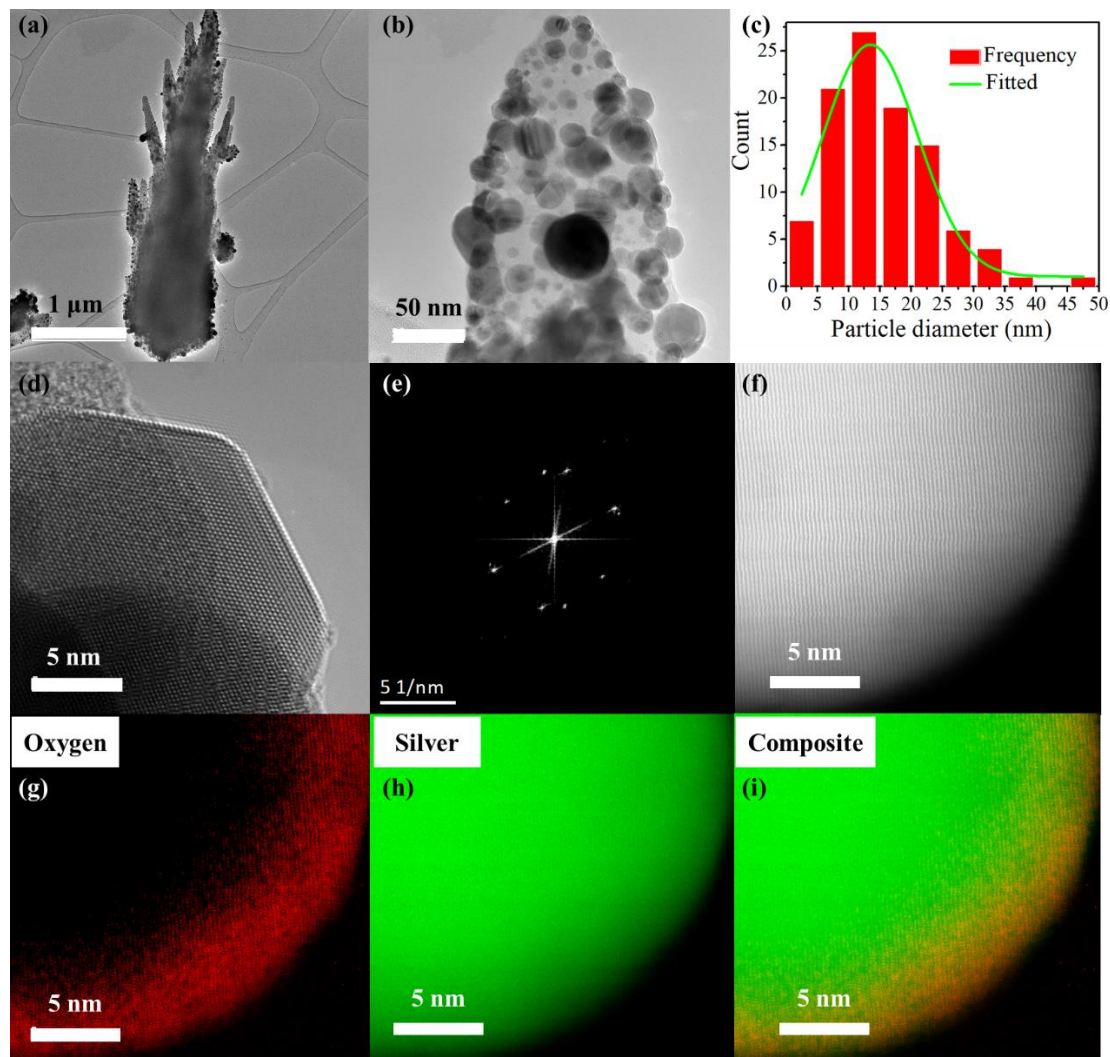 (a)
1 μm
(b)
50 nm
(c)
25
20
15
10
5
0
Count
Frequency
Fitted
0 5 10 15 20 25 30 35 40 45 50
Particle diameter (nm)
(d)
5 nm
(e)
5 1/nm
(f)
5 nm
Oxygen
(g)
5 nm
Silver
(h)
5 nm
Composite
(i)
5 nm